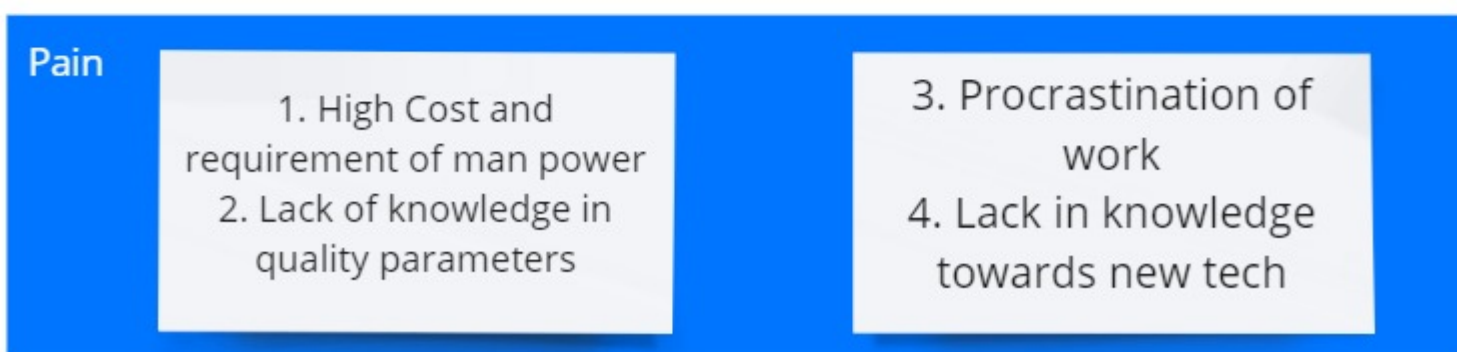 Pain
1. High Cost and
requirement of man power
2. Lack of knowledge in
quality parameters
3. Procrastination of
work
4. Lack in knowledge
towards new tech